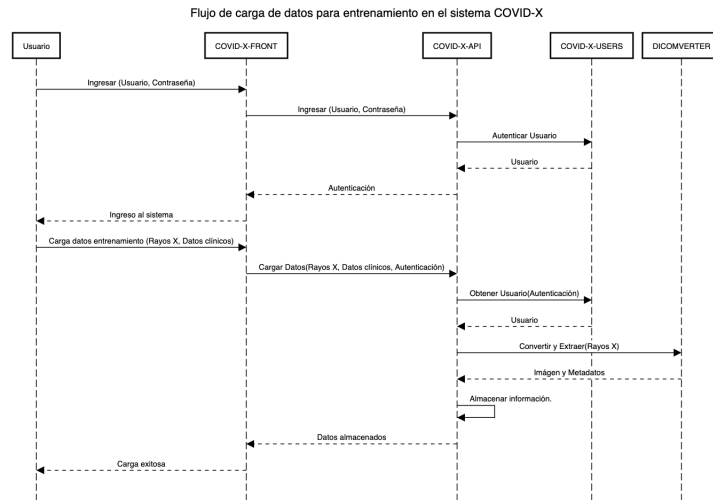 Flujo de carga de datos para entrenamiento en el sistema COVID-X
Usuario
COVID-X-FRONT
COVID-X-API
COVID-X-USERS
DICOMVERTER
Ingresar (Usuario, Contraseña)
Ingresar (Usuario, Contraseña)
Autenticar Usuario
Usuario
Autenticación
Ingreso al sistema
Carga datos entrenamiento (Rayos X, Datos clínicos)
Cargar Datos(Rayos X, Datos clínicos, Autenticación)
Obtener Usuario(Autenticación)
Usuario
Convertir y Extraer(Rayos X)
Imágen y Metadatos
Almacenar información.
Datos almacenados
Carga exitosa